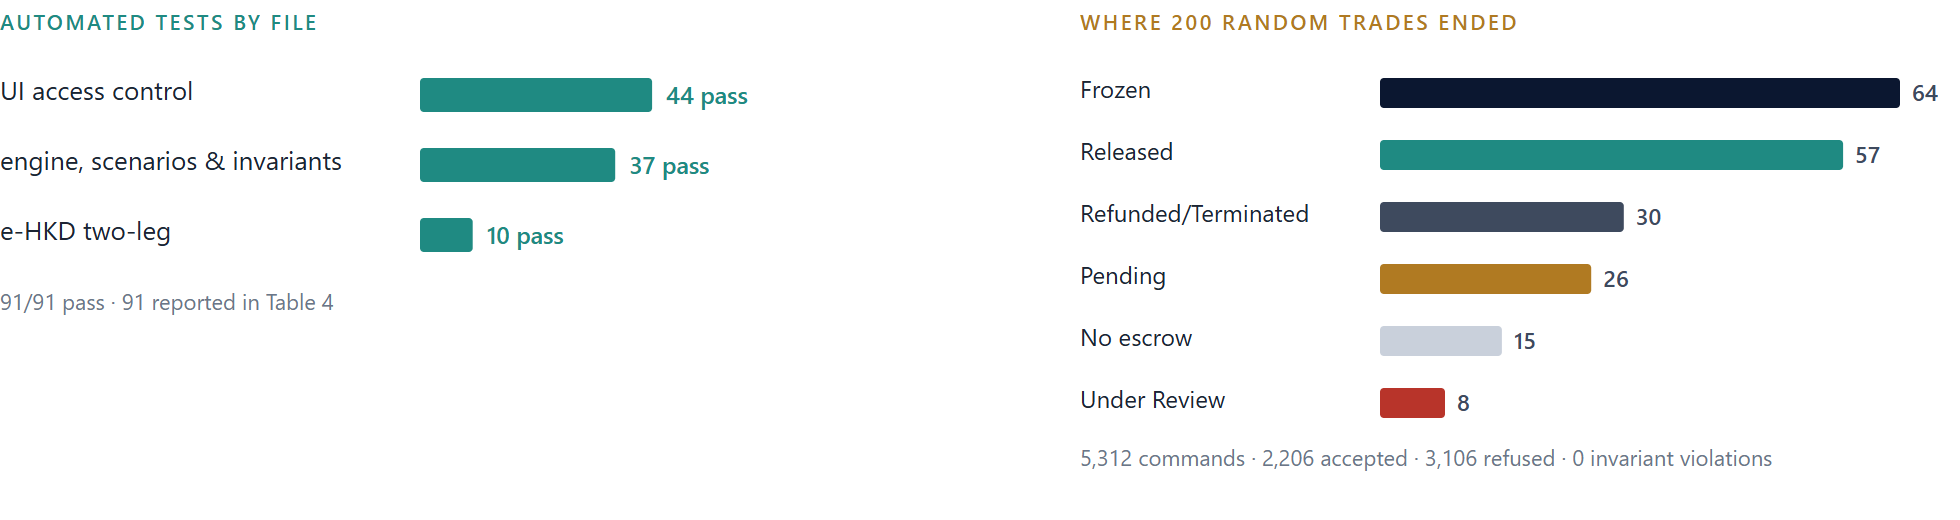 AUTOMATED TESTS BY FILE
UI access control
44 pass
engine, scenarios & invariants
37 pass
e-HKD two-leg
10 pass
91/91 pass · 91 reported in Table 4
WHERE 200 RANDOM TRADES ENDED
Frozen
64
Released
57
Refunded/Terminated
30
Pending
26
No escrow
15
Under Review
8
5,312 commands · 2,206 accepted · 3,106 refused · 0 invariant violations